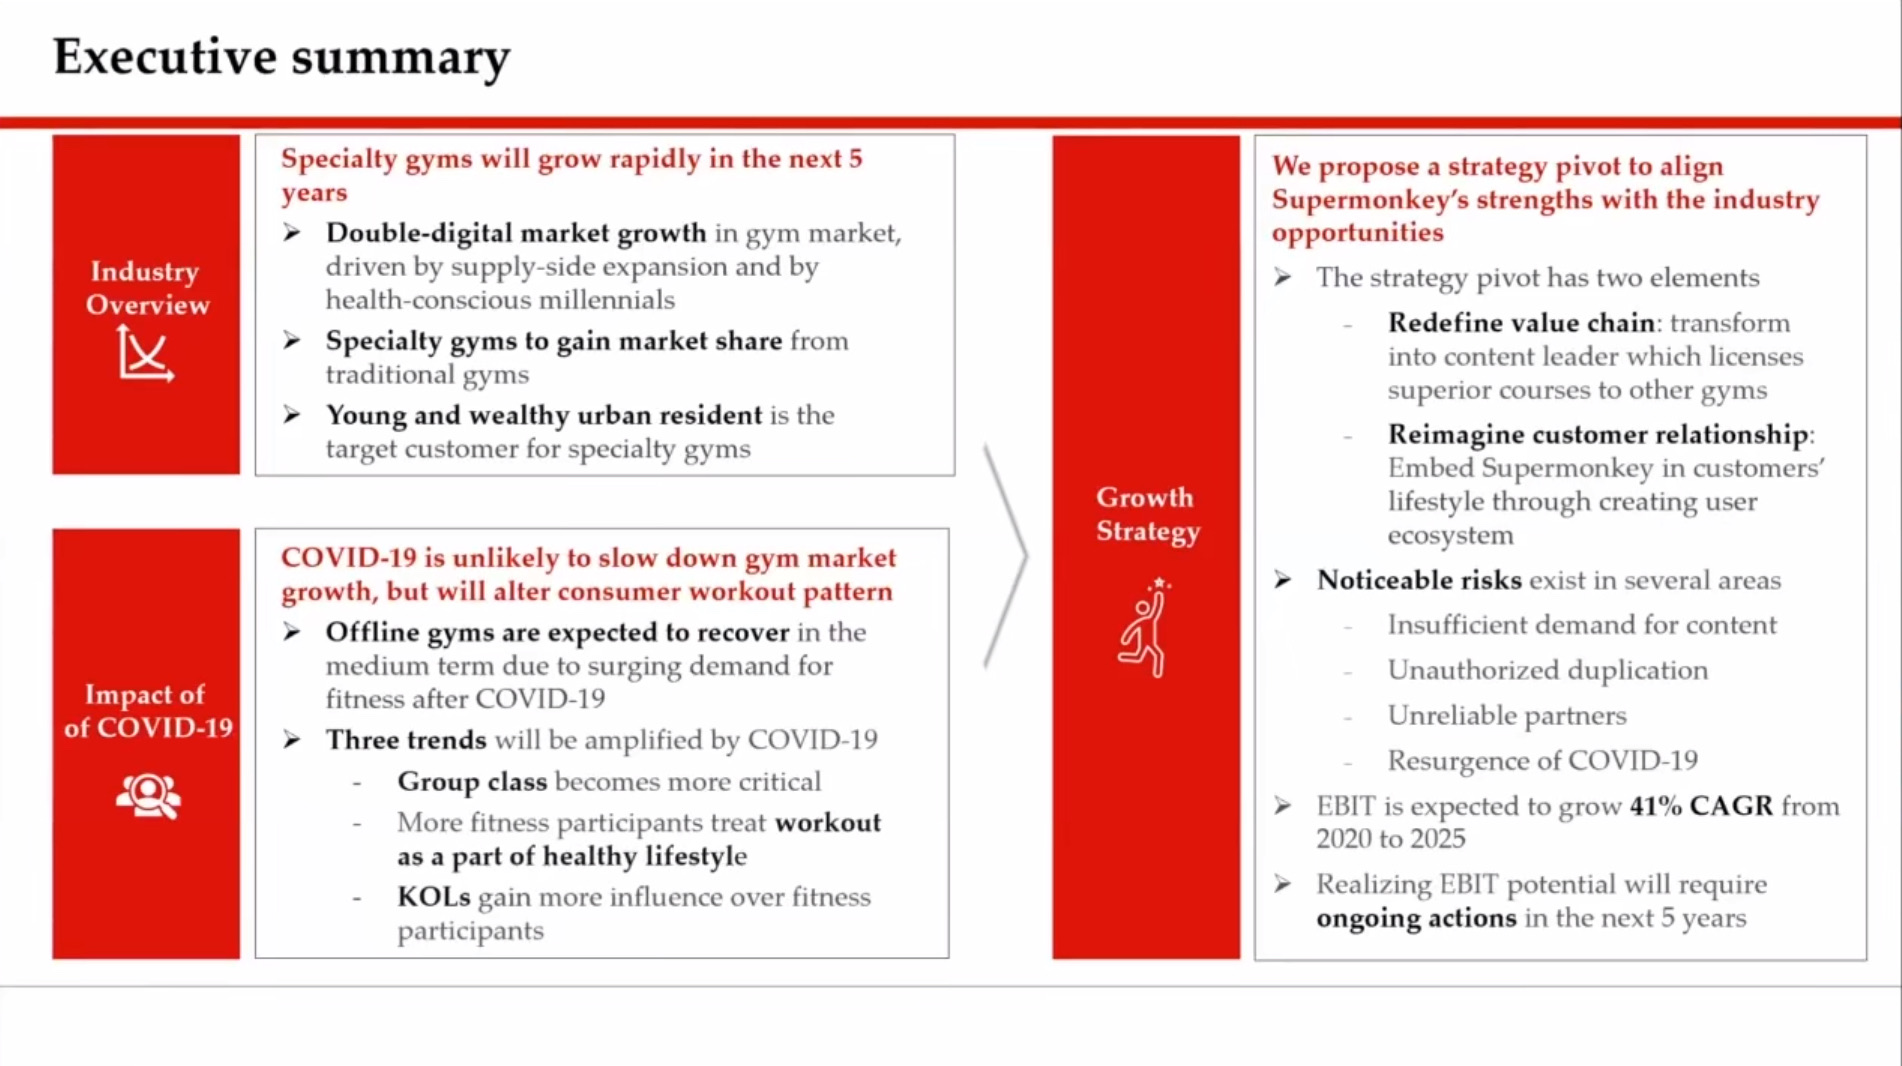 Executive summary
Industry
Overview
Specialty gyms will grow rapidly in the next 5
years
➤ Double-digital market growth in gym market,
driven by supply-side expansion and by
health-conscious millennials
➤ Specialty gyms to gain market share from
traditional gyms
➤ Young and wealthy urban resident is the
target customer for specialty gyms
Impact of
of COVID-19
COVID-19 is unlikely to slow down gym market
growth, but will alter consumer workout pattern
➤ Offline gyms are expected to recover in the
medium term due to surging demand for
fitness after COVID-19
➤ Three trends will be amplified by COVID-19
- Group class becomes more critical
- More fitness participants treat workout
as a part of healthy lifestyle
- KOLs gain more influence over fitness
participants
Growth
Strategy
We propose a strategy pivot to align
Supermonkey's strengths with the industry
opportunities
➤ The strategy pivot has two elements
- Redefine value chain: transform
into content leader which licenses
superior courses to other gyms
- Reimagine customer relationship:
Embed Supermonkey in customers'
lifestyle through creating user
ecosystem
➤ Noticeable risks exist in several areas
- Insufficient demand for content
- Unauthorized duplication
- Unreliable partners
- Resurgence of COVID-19
➤ EBIT is expected to grow 41% CAGR from
2020 to 2025
➤ Realizing EBIT potential will require
ongoing actions in the next 5 years